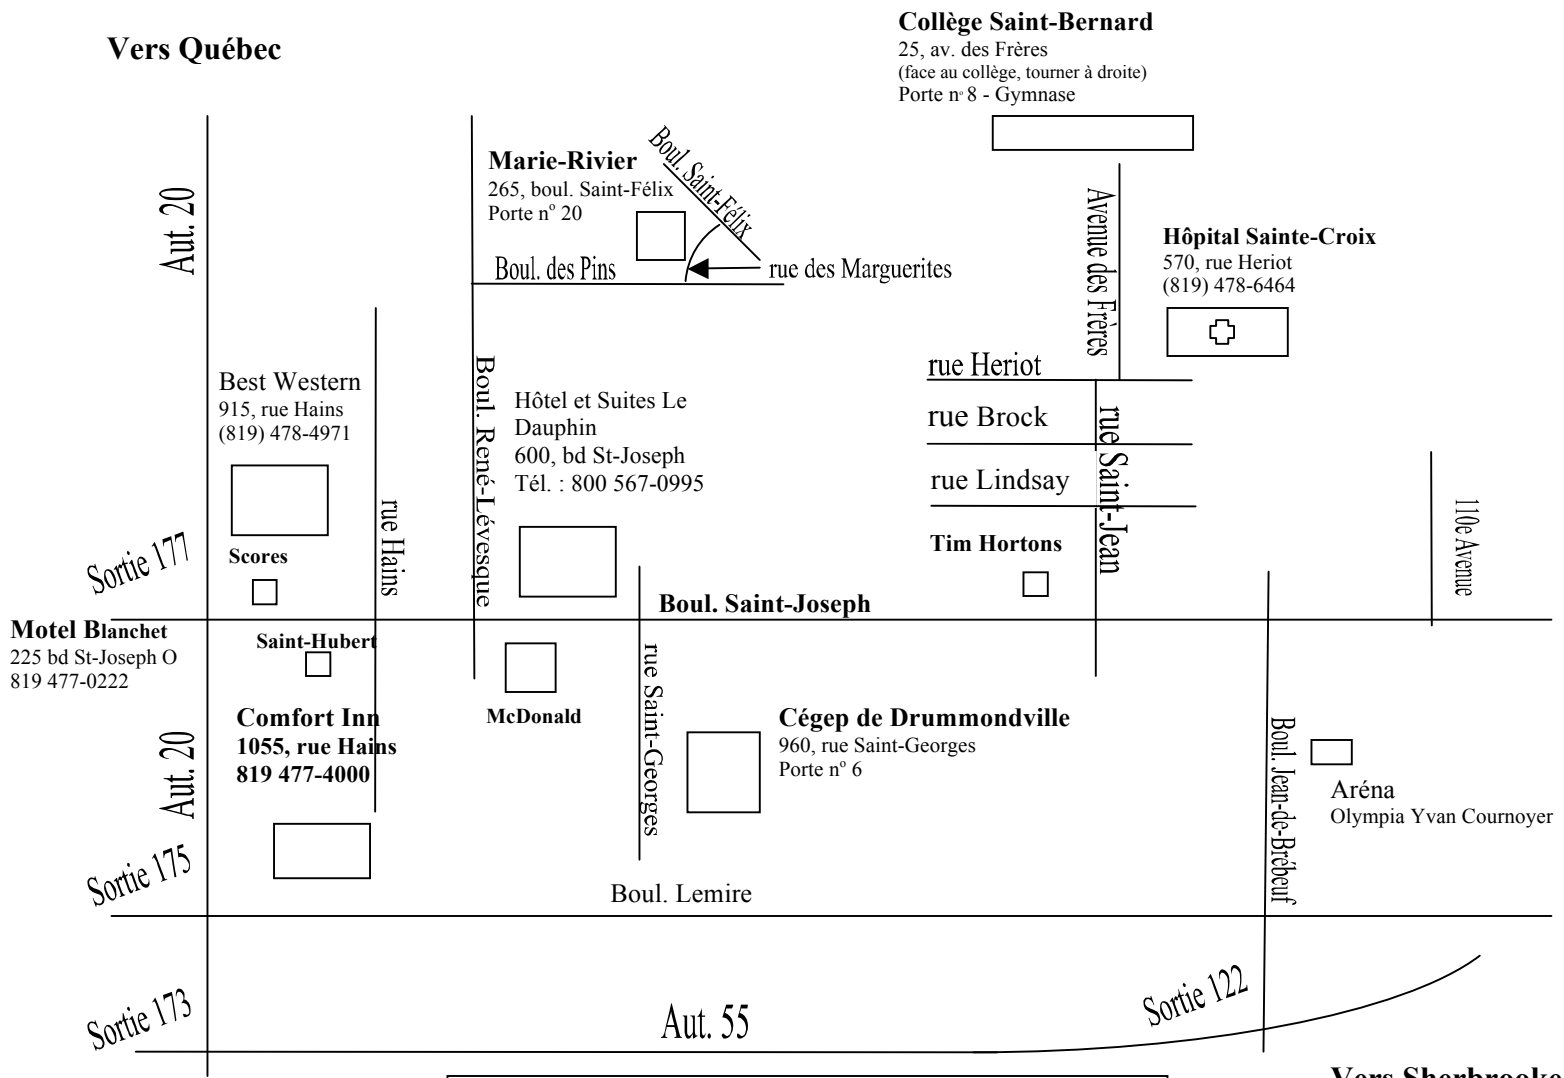 Vers Québec
Collège Saint-Bernard
25, av. des Frères
(face au collège, tourner à droite)
Porte nº 8 - Gymnase
Aut. 20
Marie-Rivier
265, boul. Saint-Félix
Porte nº 20
Boul. Saint-Félix
Boul. des Pins
rue des Marguerites
Avenue des Frères
Hôpital Sainte-Croix
570, rue Heriot
(819) 478-6464
Best Western
915, rue Hains
(819) 478-4971
rue Hains
Boul. René-Lévesque
Hôtel et Suites Le
Dauphin
600, bd St-Joseph
Tél. : 800 567-0995
rue Heriot
rue Brock
rue Lindsay
rue Saint-Jean
110e Avenue
Sortie 177
Scores
Tim Hortons
Boul. Saint-Joseph
Motel Blanchet
225 bd St-Joseph O
819 477-0222
Saint-Hubert
Comfort Inn
1055, rue Hains
819 477-4000
McDonald
rue Saint-Georges
Cégep de Drummondville
960, rue Saint-Georges
Porte nº 6
Boul. Jean-de-Brébeuf
Aréna
Olympia Yvan Cournoyer
Aut. 20
Sortie 175
Boul. Lemire
Sortie 173
Aut. 55
Sortie 122
Vers Sherbrooke